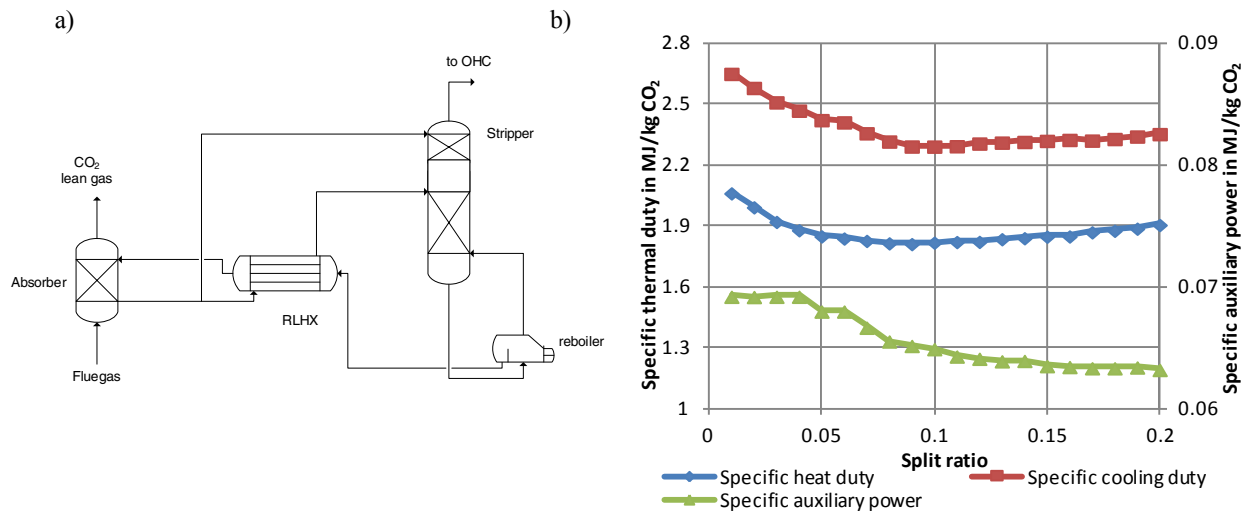 a)
to OHC
Stripper
CO2
lean gas
Absorber
RLHX
reboiler
Fluegas
b)
Specific thermal duty in MJ/kg CO2
2.8
2.5
2.2
1.9
1.6
1.3
1
0.09
0.08
0.07
0.06
Specific auxiliary power in MJ/kg CO2
0
0.05
0.1
0.15
0.2
Split ratio
Specific heat duty
Specific cooling duty
Specific auxiliary power